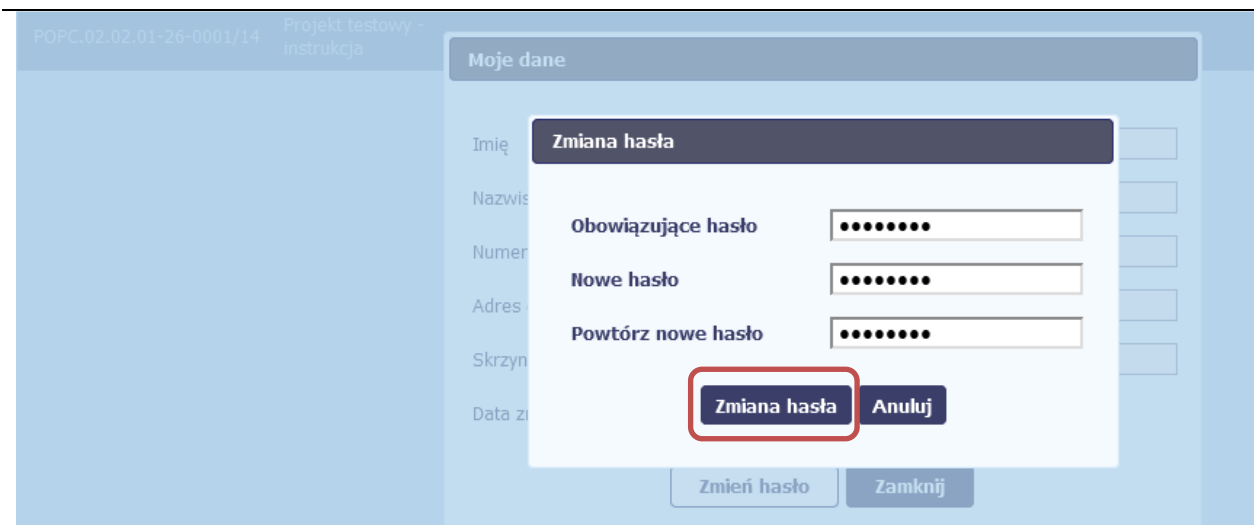 POPC.02.02.01-26-0001/14
Projekt testowy -
instrukcja
Moje dane
Imię
Zmiana hasła
Nazwis
Obowiązujące hasło ••••••••
Numer
Nowe hasło ••••••••
Adres
Powtórz nowe hasło ••••••••
Skrzyn
Zmiana hasła Anuluj
Data
Zmień hasło Zamknij